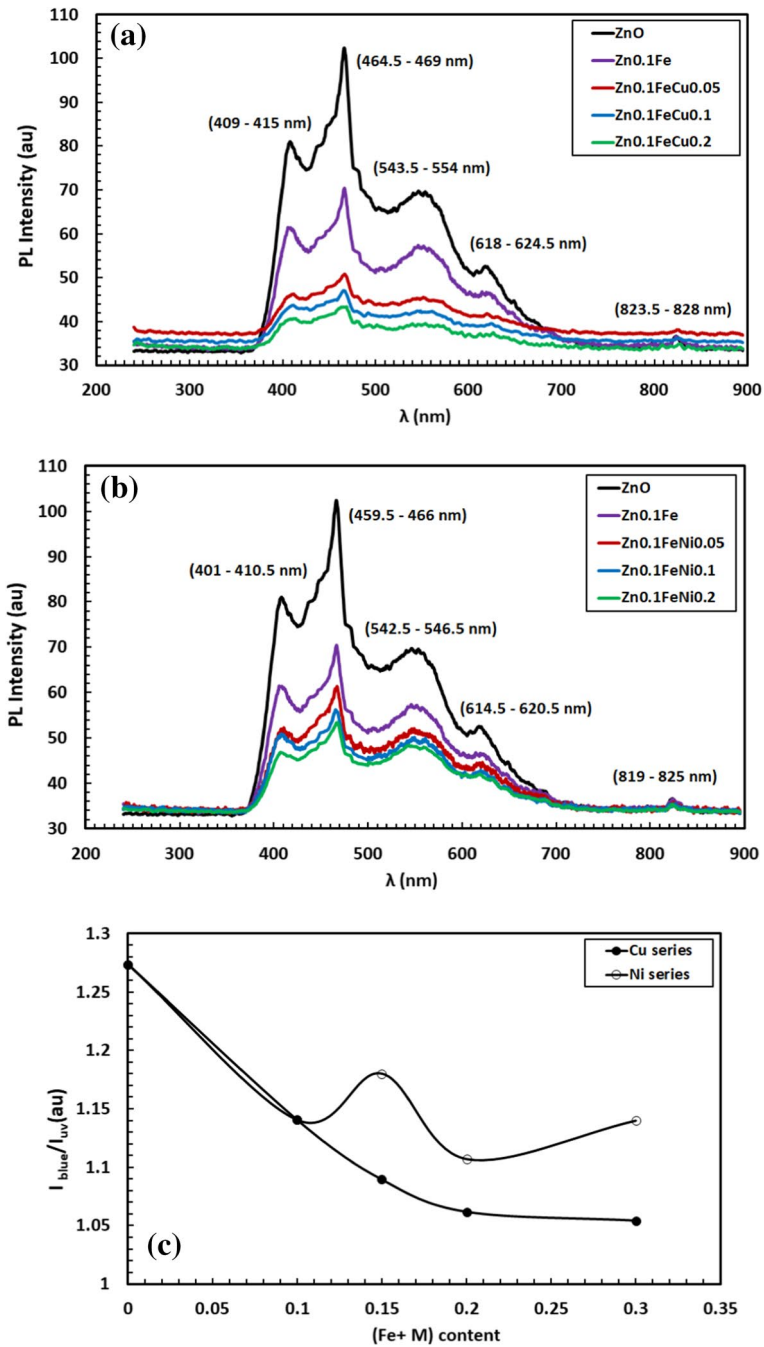 (a)
110
100
90
80
70
60
50
40
30
PL Intensity (au)
(464.5 - 469 nm)
(409 - 415 nm)
(543.5 - 554 nm)
(618 - 624.5 nm)
(823.5 - 828 nm)
ZnO
Zn0.1Fe
Zn0.1FeCu0.05
Zn0.1FeCu0.1
Zn0.1FeCu0.2
200 300 400 500 600 700 800 900
λ (nm)
(b)
110
100
90
80
70
60
50
40
30
PL Intensity (au)
(459.5 - 466 nm)
(401 - 410.5 nm)
(542.5 - 546.5 nm)
(614.5 - 620.5 nm)
(819 - 825 nm)
ZnO
Zn0.1Fe
Zn0.1FeNi0.05
Zn0.1FeNi0.1
Zn0.1FeNi0.2
200 300 400 500 600 700 800 900
λ (nm)
1.3
1.25
1.2
1.15
1.1
1.05
1
I blue/Iuv(au)
Cu series
Ni series
(c)
0 0.05 0.1 0.15 0.2 0.25 0.3 0.35
(Fe+ M) content